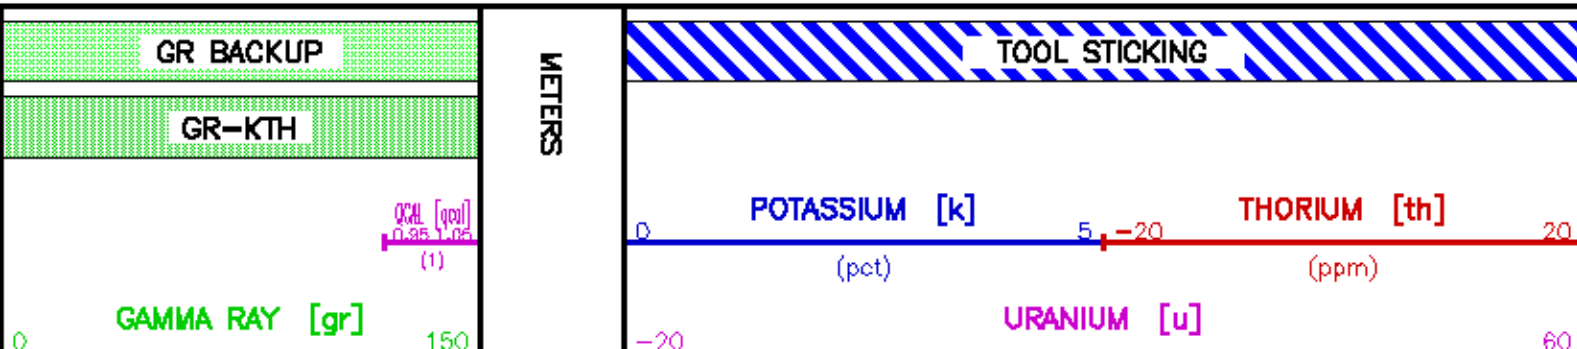 GR BACKUP
GR-KTH
QCAL [qcal]
0.95 1.05
(1)
GAMMA RAY [gr]
0 150
METERS
TOOL STICKING
POTASSIUM [k]
0 5
(pct)
THORIUM [th]
-20 20
(ppm)
URANIUM [u]
-20 60